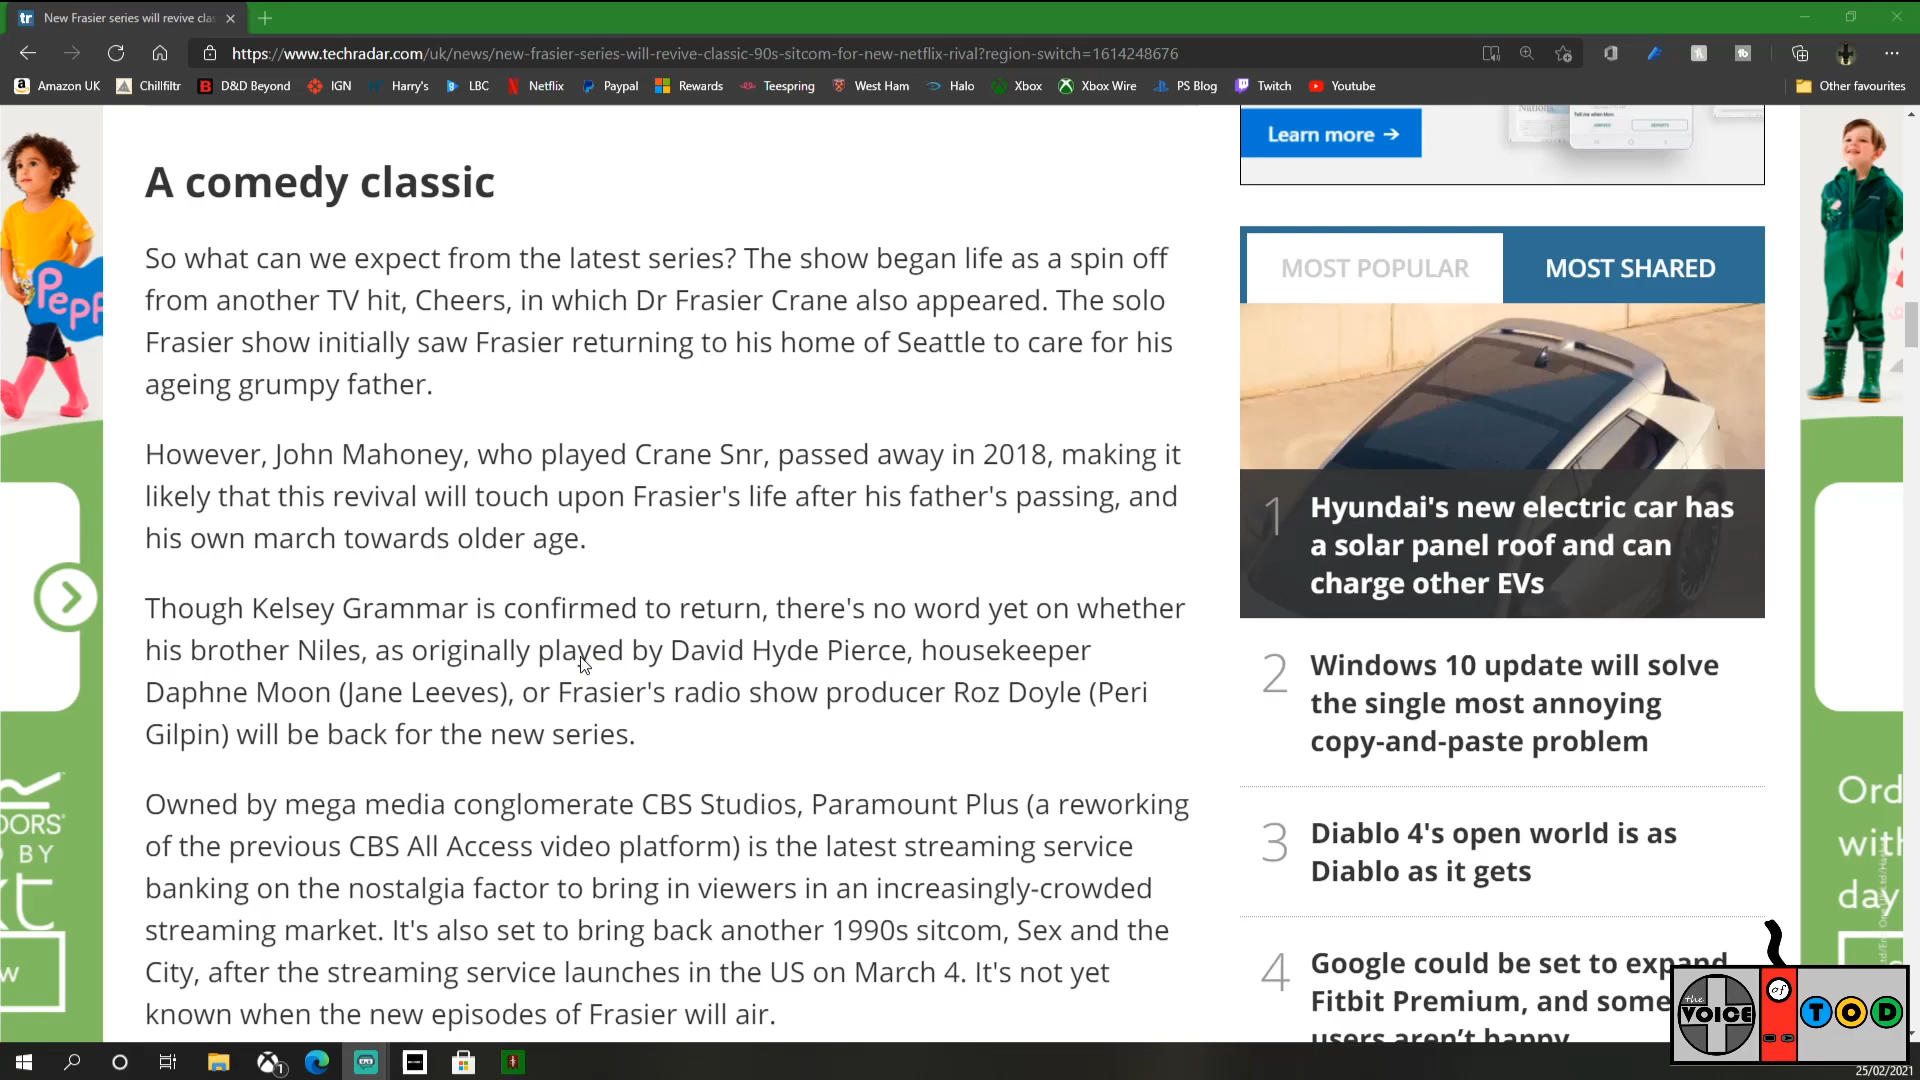 New Frasier series will revive cla
https://www.techradar.com/uk/news/new-frasier-series-will-revive-classic-90s-sitcom-for-new-netflix-rival?region-switch=1614248676
Amazon UK Chillfiltr D&D Beyond IGN Harry's LBC Netflix Paypal Rewards Teespring West Ham Halo Xbox Xbox Wire PS Blog Twitch Youtube Other favourites
A comedy classic
So what can we expect from the latest series? The show began life as a spin off
from another TV hit, Cheers, in which Dr Frasier Crane also appeared. The solo
Frasier show initially saw Frasier returning to his home of Seattle to care for his
ageing grumpy father.
However, John Mahoney, who played Crane Snr, passed away in 2018, making it
likely that this revival will touch upon Frasier's life after his father's passing, and
his own march towards older age.
Though Kelsey Grammar is confirmed to return, there's no word yet on whether
his brother Niles, as originally played by David Hyde Pierce, housekeeper
Daphne Moon (Jane Leeves), or Frasier's radio show producer Roz Doyle (Peri
Gilpin) will be back for the new series.
Owned by mega media conglomerate CBS Studios, Paramount Plus (a reworking
of the previous CBS All Access video platform) is the latest streaming service
banking on the nostalgia factor to bring in viewers in an increasingly-crowded
streaming market. It's also set to bring back another 1990s sitcom, Sex and the
City, after the streaming service launches in the US on March 4. It's not yet
known when the new episodes of Frasier will air.
Learn more →
MOST POPULAR MOST SHARED
1 Hyundai's new electric car has
a solar panel roof and can
charge other EVs
2 Windows 10 update will solve
the single most annoying
copy-and-paste problem
3 Diablo 4's open world is as
Diablo as it gets
4 Google could be set to expand
Fitbit Premium, and some
users aren't happy
Pepp
R
OORS
D BY
xt
w
Ord
with
day
the VOICE of TOD
25/02/2021